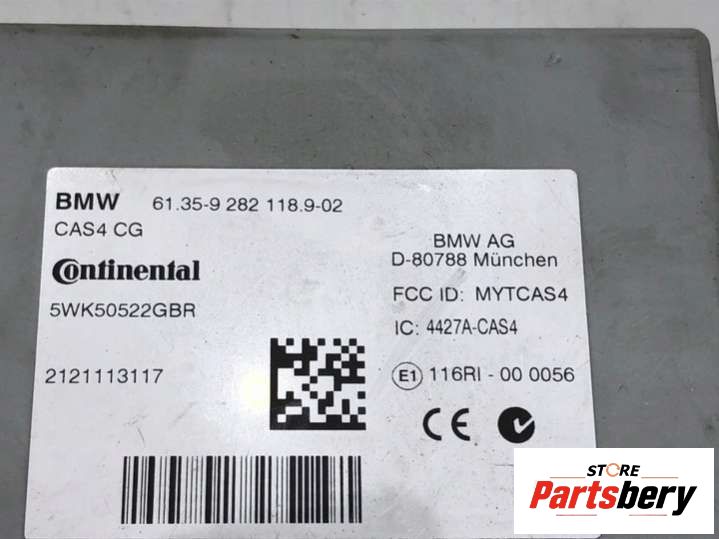 BMW 61.35-9 282 118.9-02
CAS4 CG
Continental
5WK50522GBR
2121113117
BMW AG
D-80788 München
FCC ID: MYTCAS4
IC: 4427A-CAS4
E1 116RI - 00 0056
CE
STORE
Partsbery